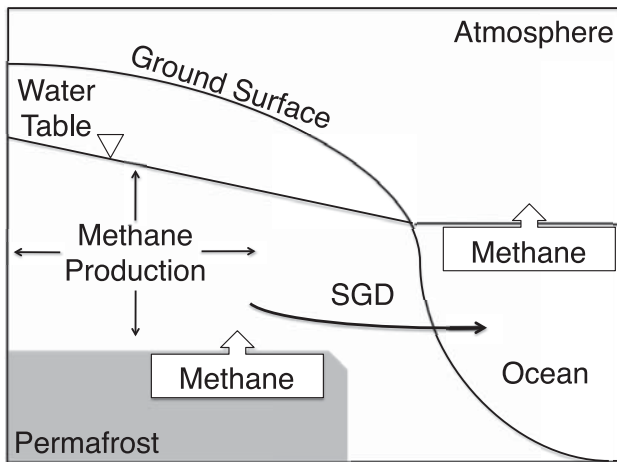 Atmosphere
Ground Surface
Water
Table
Methane
Production
Methane
SGD
Methane
Ocean
Permafrost